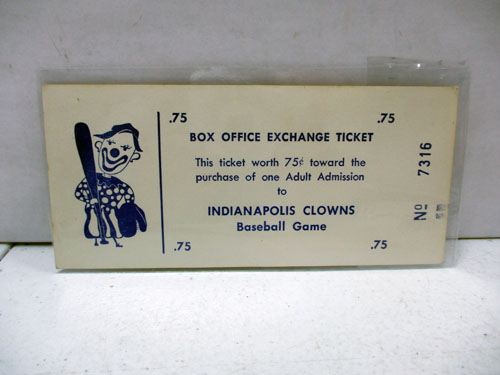 .75 .75
BOX OFFICE EXCHANGE TICKET
This ticket worth 75¢ toward the
purchase of one Adult Admission
to
INDIANAPOLIS CLOWNS
Baseball Game
.75 .75
No 7316